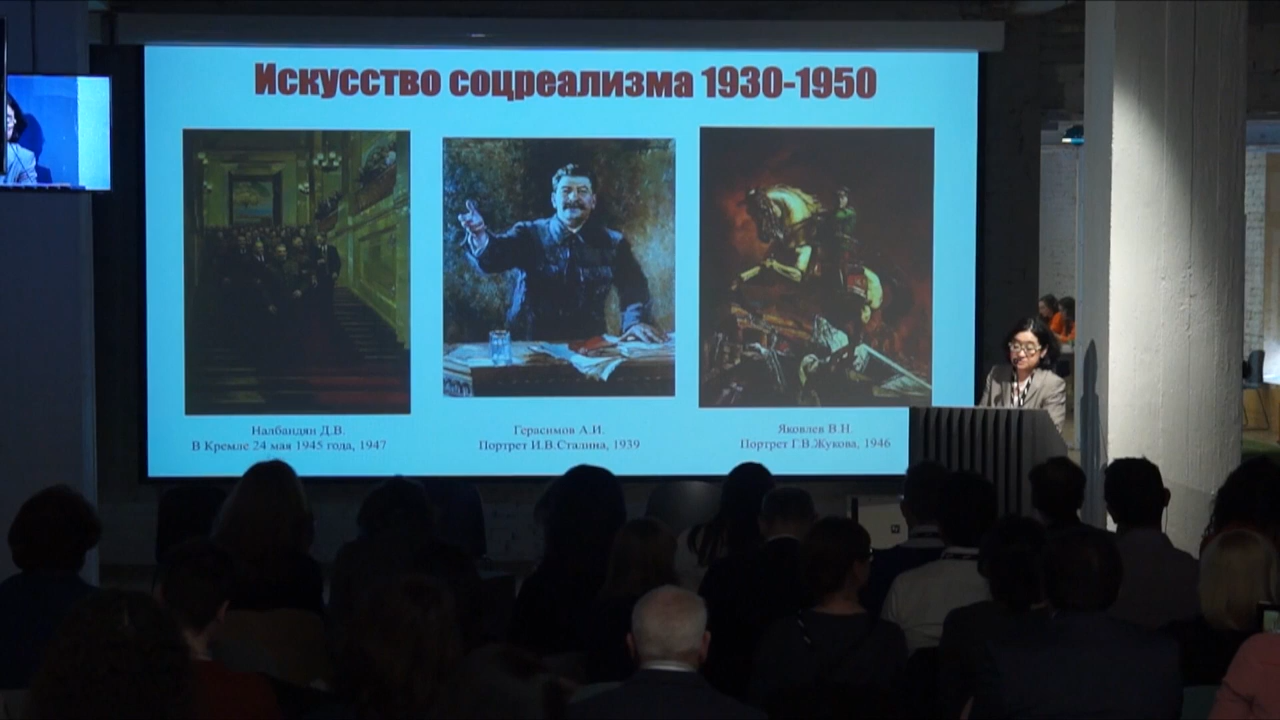 Искусство соцреализма 1930-1950
Налбандян Д.В.
В Кремле 24 мая 1945 года, 1947
Герасимов А.И.
Портрет И.В.Сталина, 1939
Яковлев В.Н.
Портрет Г.В.Жукова, 1946